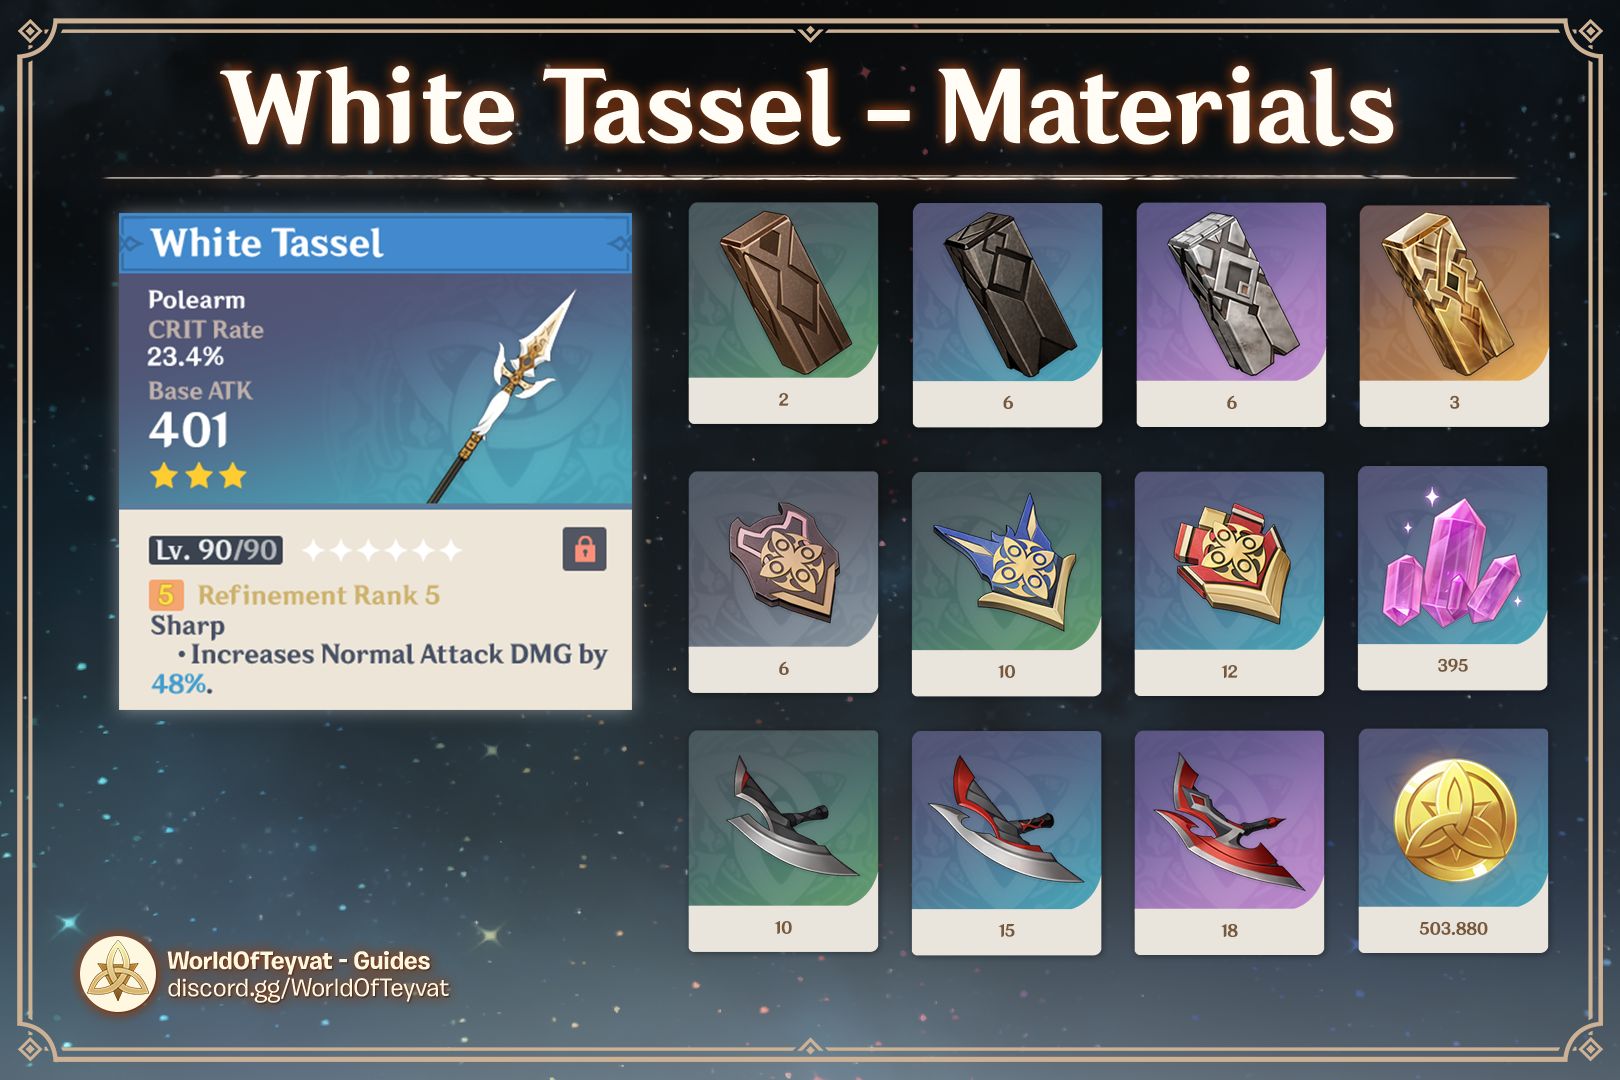 White Tassel - Materials
White Tassel
Polearm
CRIT Rate
23.4%
Base ATK
401
Lv. 90/90
5 Refinement Rank 5
Sharp
• Increases Normal Attack DMG by
48%.
2
6
6
3
6
10
12
395
10
15
18
503.880
WorldOfTeyvat - Guides
discord.gg/WorldOfTeyvat